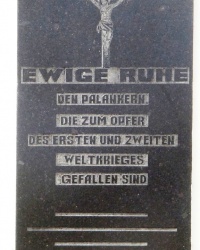 EWIGE RUHE
DEN PALANKERN
DIE ZUM OPFER
DES ERSTEN UND ZWEITEN
WELTKRIEGES
GEFALLEN SIND